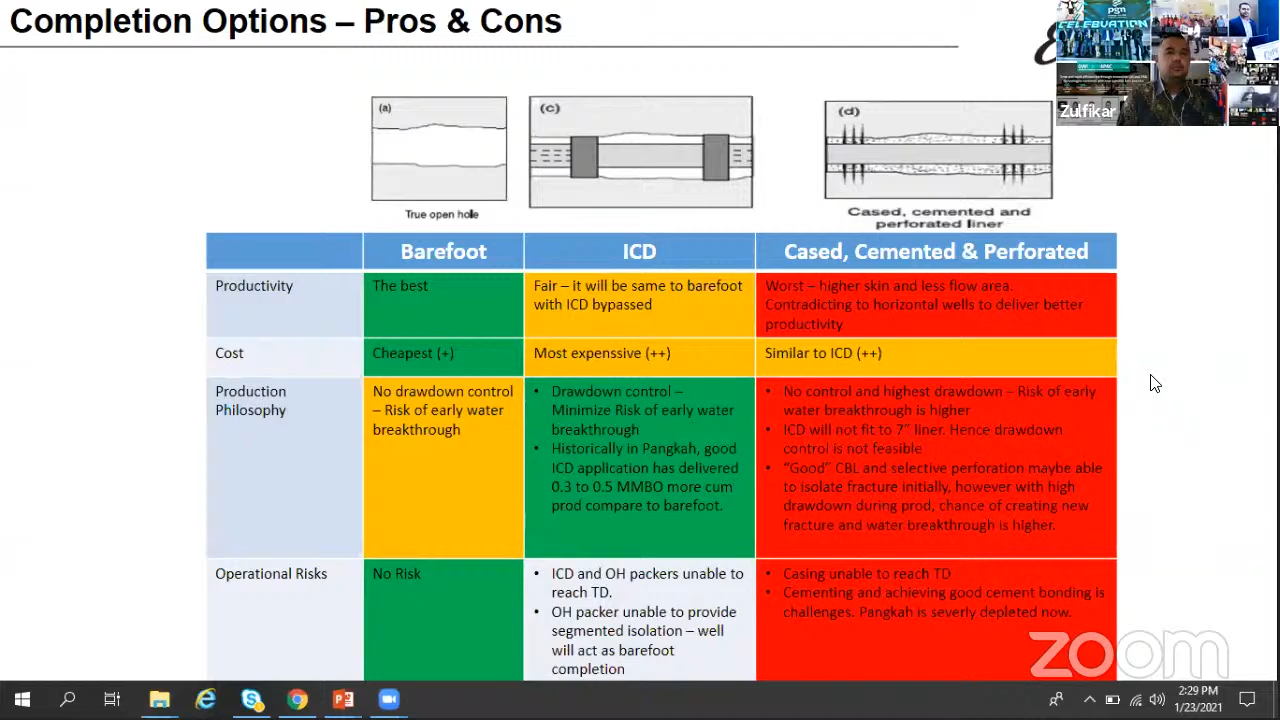 Completion Options – Pros & Cons
pgn
CELEBRATION
Zulfikar
(a)
(c)
(d)
True open hole
Cased, cemented and
perforated liner
Barefoot
ICD
Cased, Cemented & Perforated
Productivity
The best
Fair – it will be same to barefoot
with ICD bypassed
Worst – higher skin and less flow area.
Contradicting to horizontal wells to deliver better
productivity
Cost
Cheapest (+)
Most expenssive (++)
Similar to ICD (++)
Production
Philosophy
No drawdown control
– Risk of early water
breakthrough
• Drawdown control –
Minimize Risk of early water
breakthrough
• Historically in Pangkah, good
ICD application has delivered
0.3 to 0.5 MMBO more cum
prod compare to barefoot.
• No control and highest drawdown – Risk of early
water breakthrough is higher
• ICD will not fit to 7” liner. Hence drawdown
control is not feasible
• “Good” CBL and selective perforation maybe able
to isolate fracture initially, however with high
drawdown during prod, chance of creating new
fracture and water breakthrough is higher.
Operational Risks
No Risk
• ICD and OH packers unable to
reach TD.
• OH packer unable to provide
segmented isolation – well
will act as barefoot
completion
• Casing unable to reach TD
• Cementing and achieving good cement bonding is
challenges. Pangkah is severly depleted now.
zoom
2:29 PM
1/23/2021